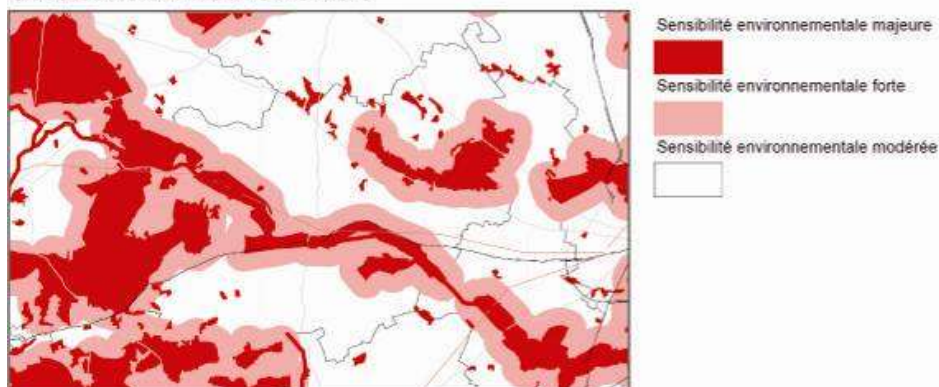 Sensibilité environnementale majeure
Sensibilité environnementale forte
Sensibilité environnementale modérée